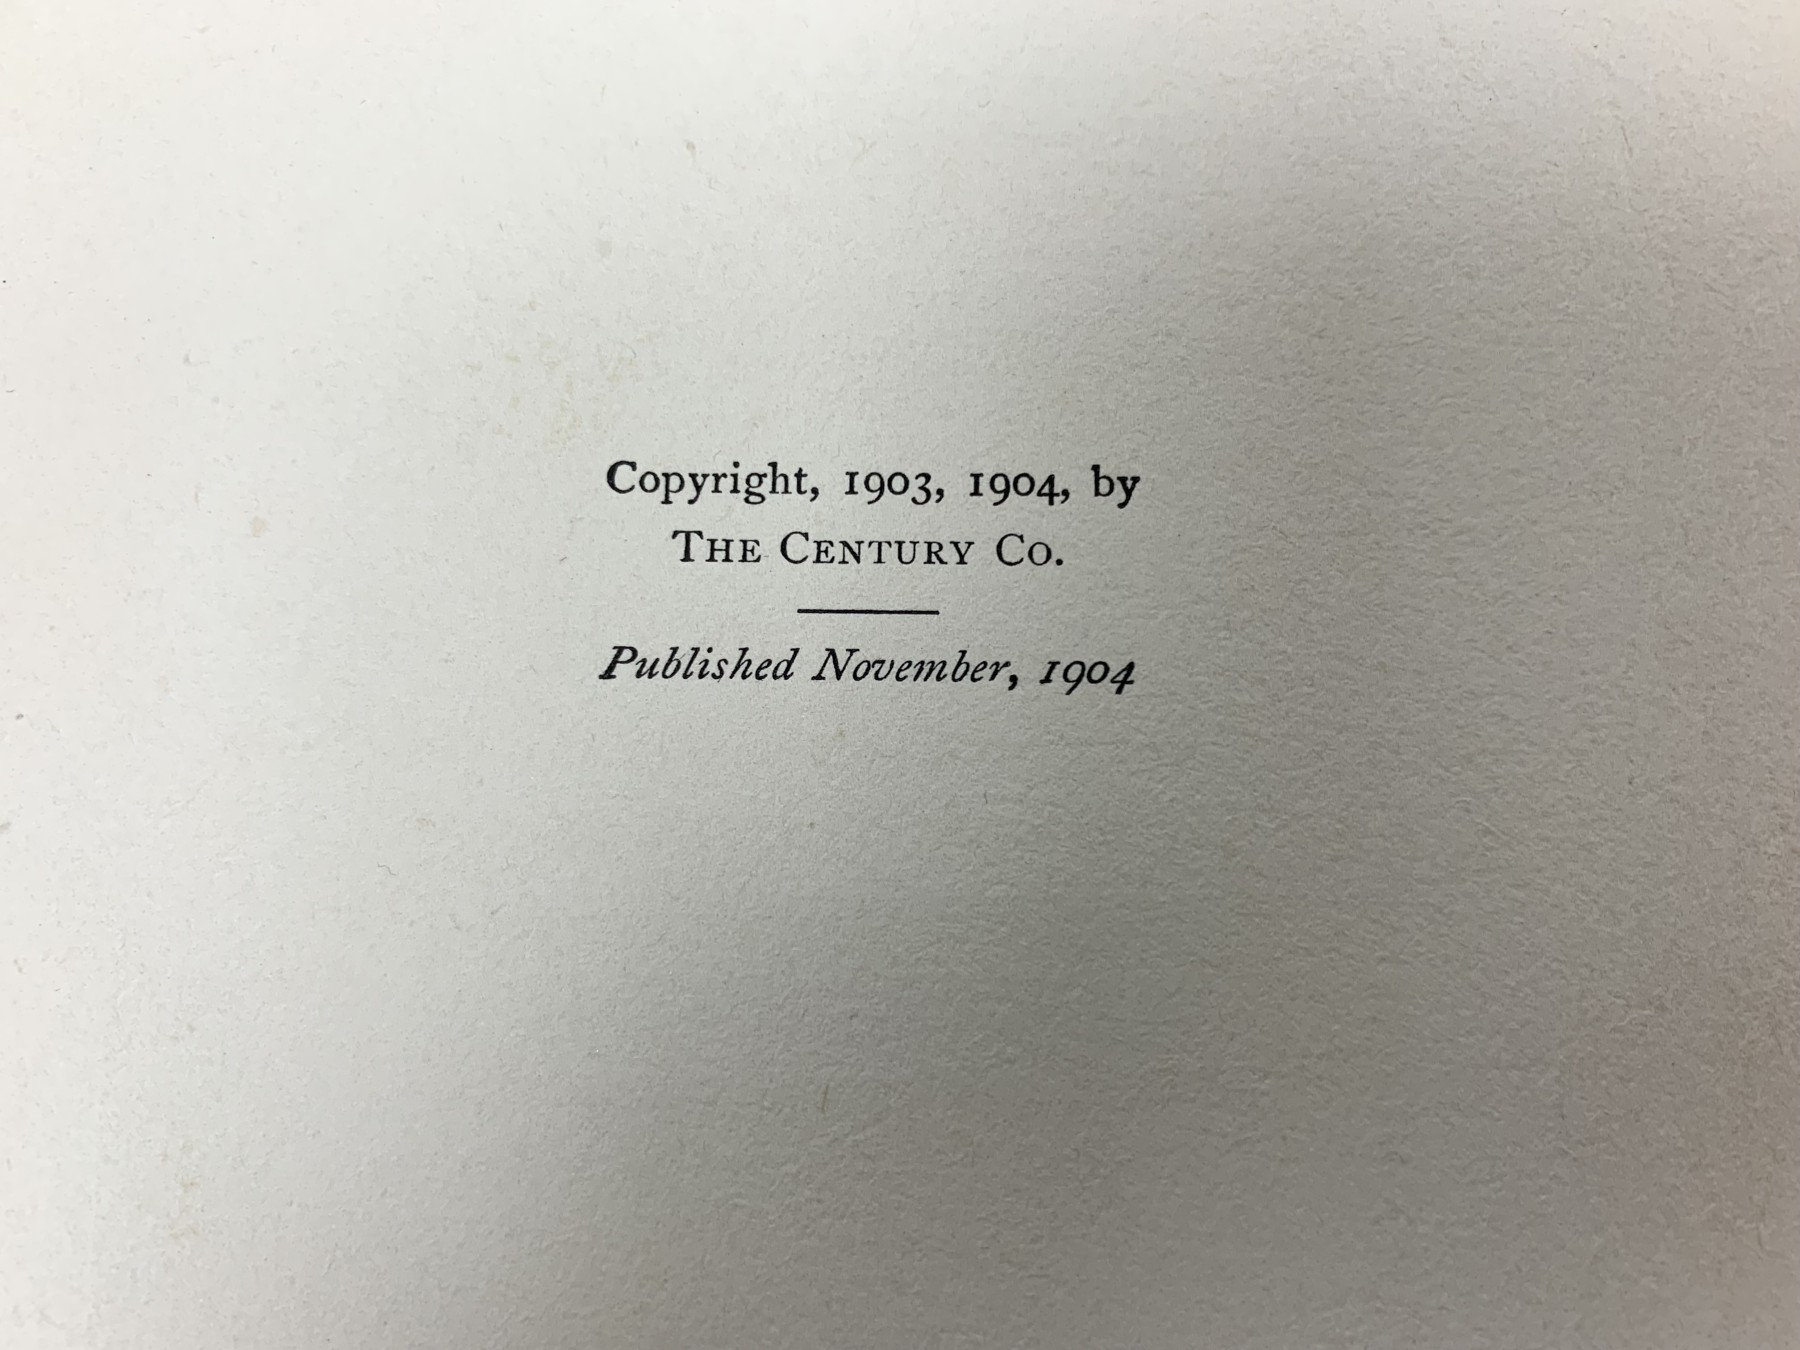 Copyright, 1903, 1904, by
THE CENTURY CO.
Published November, 1904